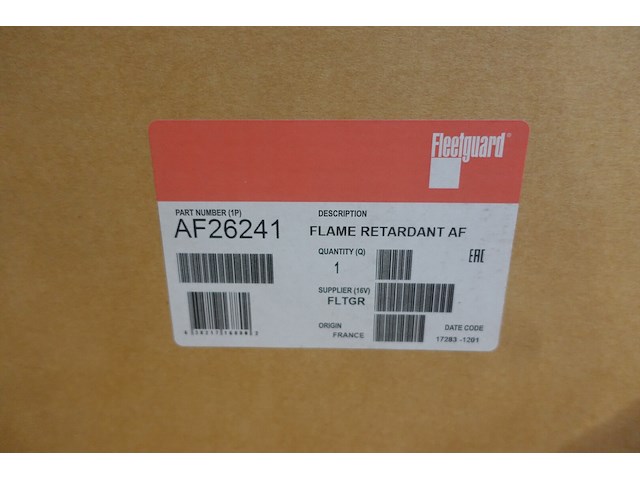 Fleetguard®
PART NUMBER (1P)
AF26241
DESCRIPTION
FLAME RETARDANT AF
QUANTITY (Q)
1
EAC
SUPPLIER (16V)
FLTGR
ORIGIN
FRANCE
DATE CODE
17283 -1201